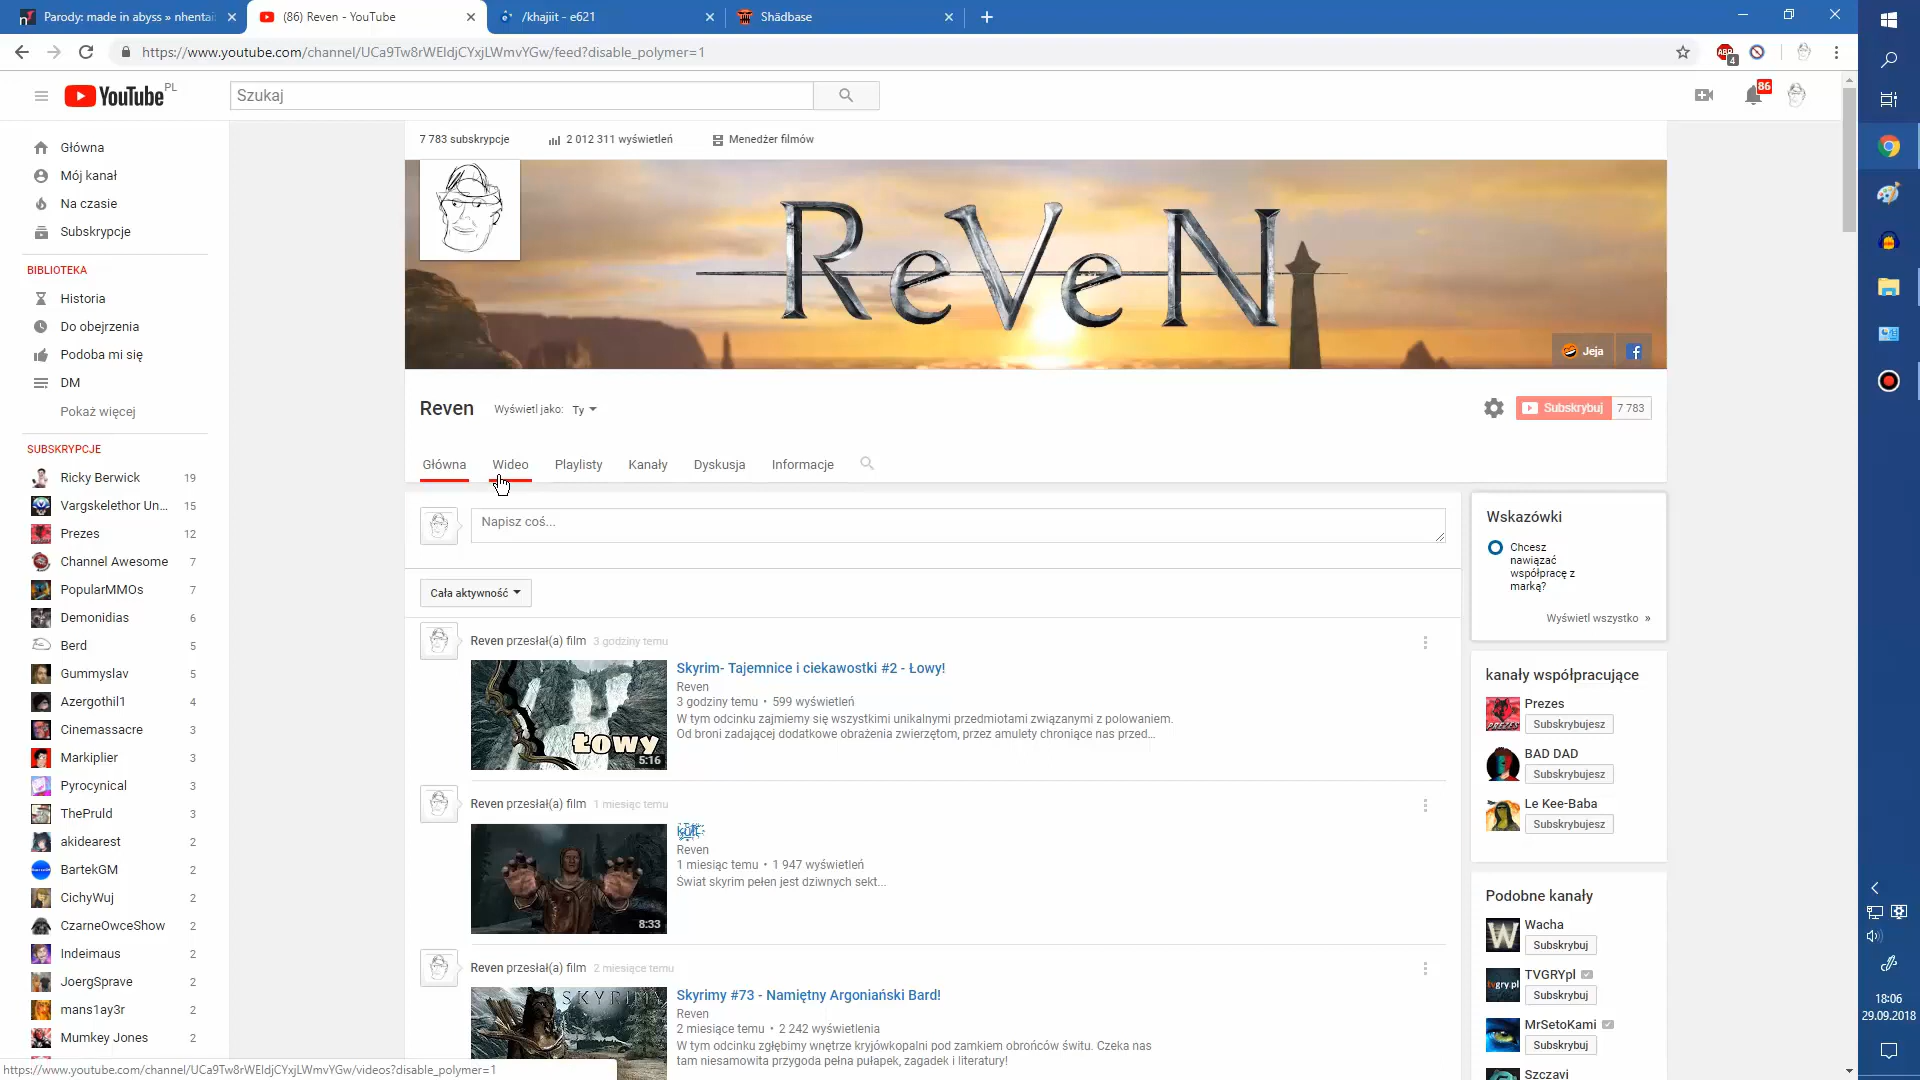 Parody: made in abyss » nhentai
(86) Reven - YouTube
/khajiit - e621
Shädbase
https://www.youtube.com/channel/UCa9Tw8rWEIdjCYxjLWmvYGw/feed?disable_polymer=1
ABP
4
YouTube PL
Szukaj
86
Główna
Mój kanał
Na czasie
Subskrypcje
BIBLIOTEKA
Historia
Do obejrzenia
Podoba mi się
DM
Pokaż więcej
SUBSKRYPCJE
Ricky Berwick 19
Vargskelethor Un... 15
Prezes 12
Channel Awesome 7
PopularMMOs 7
Demonidias 6
Berd 5
Gummyslav 5
Azergothil1 4
Cinemassacre 3
Markiplier 3
Pyrocynical 3
ThePruld 3
akidearest 2
BartekGM 2
CichyWuj 2
CzarneOwceShow 2
Indeimaus 2
JoergSprave 2
mans1ay3r 2
Mumkey Jones 2
7 783 subskrypcje
2 012 311 wyświetleń
Menedżer filmów
ReVeN
Jeja
Reven
Wyświetl jako: Ty
Subskrybuj 7 783
Główna
Wideo
Playlisty
Kanały
Dyskusja
Informacje
Napisz coś...
Cała aktywność
Reven przesłał(a) film 3 godziny temu
Skyrim- Tajemnice i ciekawostki #2 - Łowy!
Reven
3 godziny temu • 599 wyświetleń
W tym odcinku zajmiemy się wszystkimi unikalnymi przedmiotami związanymi z polowaniem.
Od broni zadającej dodatkowe obrażenia zwierzętom, przez amulety chroniące nas przed...
Łowy
5:16
Reven przesłał(a) film 1 miesiąc temu
Reven
1 miesiąc temu • 1 947 wyświetleń
Świat skyrim pełen jest dziwnych sekt...
8:33
Reven przesłał(a) film 2 miesiące temu
SKYRIM
Skyrimy #73 - Namiętny Argoniański Bard!
Reven
2 miesiące temu • 2 242 wyświetlenia
W tym odcinku zgłębimy wnętrze kryjówkopalni pod zamkiem obrońców świtu. Czeka nas
tam niesamowita przygoda pełna pułapek, zagadek i literatury!
Wskazówki
Chcesz
nawiązać
współpracę z
marką?
Wyświetl wszystko »
kanały współpracujące
Prezes
Subskrybujesz
BAD DAD
Subskrybujesz
Le Kee-Baba
Subskrybujesz
Podobne kanały
Wacha
Subskrybuj
tvgry.pl
TVGRYpl
Subskrybuj
MrSetoKami
Subskrybuj
Szczavi
https://www.youtube.com/channel/UCa9Tw8rWEIdjCYxjLWmvYGw/videos?disable_polymer=1
18:06
29.09.2018